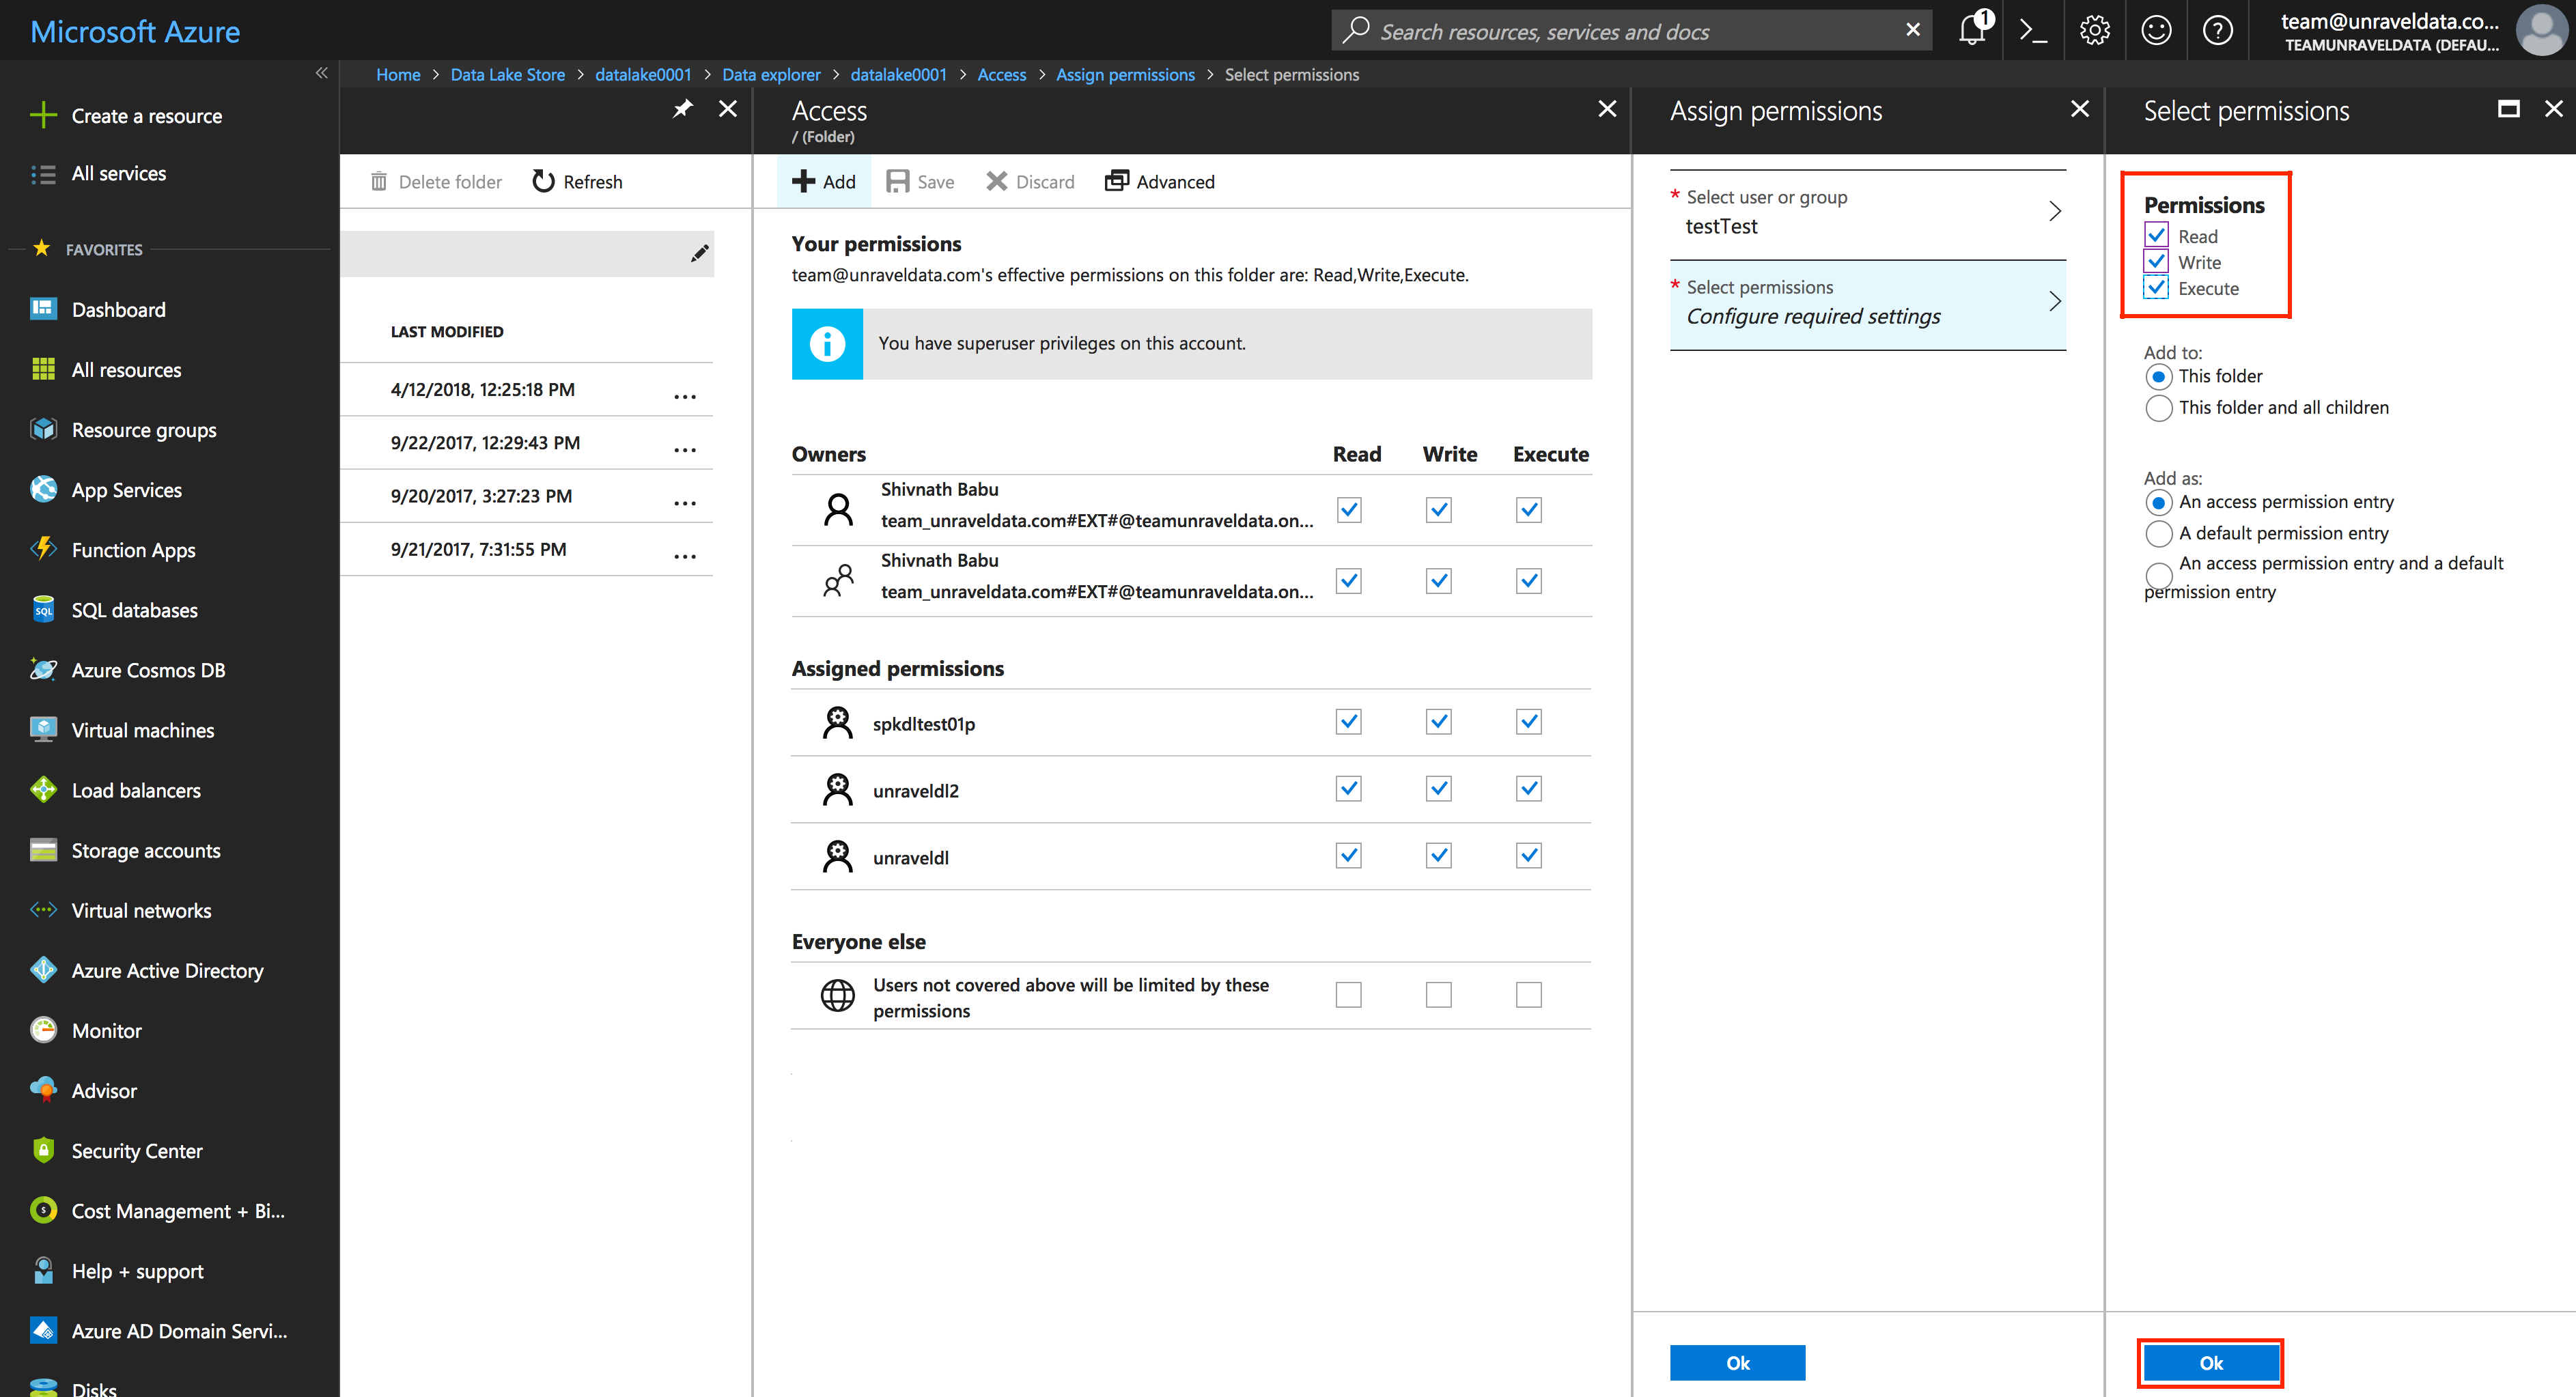 Microsoft Azure
Search resources, services and docs
1
team@unraveldata.co...
TEAMUNRAVELDATA (DEFAU...
Home > Data Lake Store > datalake0001 > Data explorer > datalake0001 > Access > Assign permissions > Select permissions
Create a resource
All services
FAVORITES
Dashboard
All resources
Resource groups
App Services
Function Apps
SQL databases
Azure Cosmos DB
Virtual machines
Load balancers
Storage accounts
Virtual networks
Azure Active Directory
Monitor
Advisor
Security Center
Cost Management + Bi...
Help + support
Azure AD Domain Servi...
Disks
Delete folder
Refresh
LAST MODIFIED
4/12/2018, 12:25:18 PM ...
9/22/2017, 12:29:43 PM ...
9/20/2017, 3:27:23 PM ...
9/21/2017, 7:31:55 PM ...
Access
/ (Folder)
Add
Save
Discard
Advanced
Your permissions
team@unraveldata.com's effective permissions on this folder are: Read,Write,Execute.
You have superuser privileges on this account.
Owners Read Write Execute
Shivnath Babu
team_unraveldata.com#EXT#@teamunraveldata.on...
Shivnath Babu
team_unraveldata.com#EXT#@teamunraveldata.on...
Assigned permissions
spkdltest01p
unraveldl2
unraveldl
Everyone else
Users not covered above will be limited by these
permissions
Assign permissions
* Select user or group
testTest
* Select permissions
Configure required settings
Ok
Select permissions
Permissions
Read
Write
Execute
Add to:
This folder
This folder and all children
Add as:
An access permission entry
A default permission entry
An access permission entry and a default
permission entry
Ok